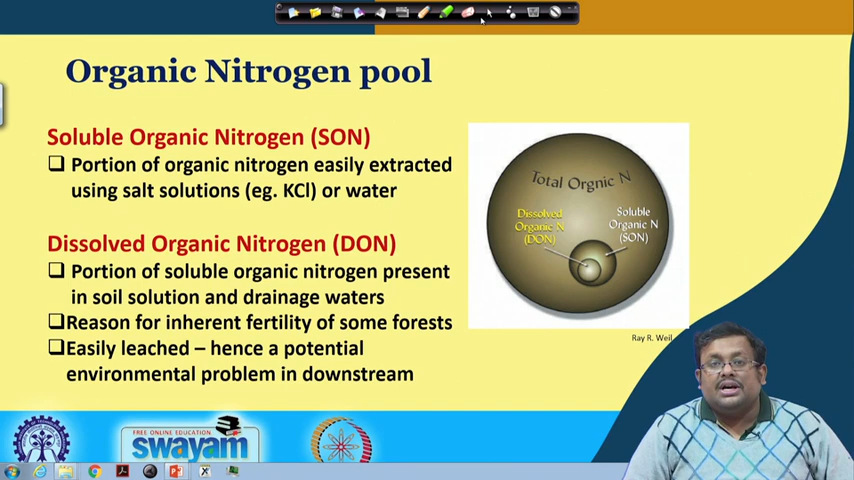 Organic Nitrogen pool
Soluble Organic Nitrogen (SON)
Portion of organic nitrogen easily extracted
using salt solutions (eg. KCl) or water
Dissolved Organic Nitrogen (DON)
Portion of soluble organic nitrogen present
in soil solution and drainage waters
Reason for inherent fertility of some forests
Easily leached – hence a potential
environmental problem in downstream
Total Orgnic N
Dissolved
Organic N
(DON)
Soluble
Organic N
(SON)
Ray R. Weil
FREE ONLINE EDUCATION
swayam